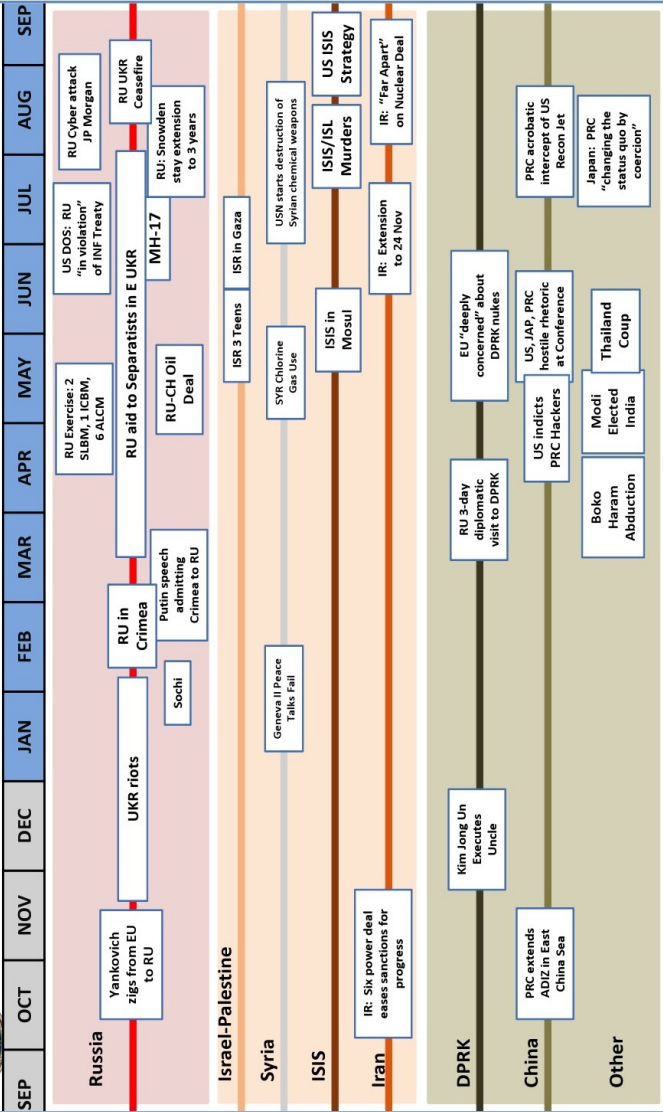 SEP
OCT
NOV
DEC
JAN
FEB
MAR
APR
MAY
JUN
JUL
AUG
SEP
Russia
Yankovich
zigs from EU
to RU
UKR riots
Sochi
RU in
Crimea
Putin speech
admitting
Crimea to RU
RU aid to Separatists in E UKR
RU Exercise: 2
SLBM, 1 ICBM,
6 ALCM
RU-CH Oil
Deal
US DOS: RU
“in violation”
of INF Treaty
MH-17
RU: Snowden
stay extension
to 3 years
RU Cyber attack
JP Morgan
RU UKR
Ceasefire
Israel-Palestine
ISR 3 Teens
ISR in Gaza
Syria
Geneva II Peace
Talks Fail
SYR Chlorine
Gas Use
USN starts destruction of
Syrian chemical weapons
ISIS
ISIS in
Mosul
ISIS/ISL
Murders
US ISIS
Strategy
Iran
IR: Six power deal
eases sanctions for
progress
IR: Extension
to 24 Nov
IR: “Far Apart”
on Nuclear Deal
DPRK
Kim Jong Un
Executes
Uncle
RU 3-day
diplomatic
visit to DPRK
EU “deeply
concerned” about
DPRK nukes
China
PRC extends
ADIZ in East
China Sea
US indicts
PRC Hackers
US, JAP, PRC
hostile rhetoric
at Conference
PRC acrobatic
intercept of US
Recon Jet
Other
Boko
Haram
Abduction
Modi
Elected
India
Thailand
Coup
Japan: PRC
“changing the
status quo by
coercion”